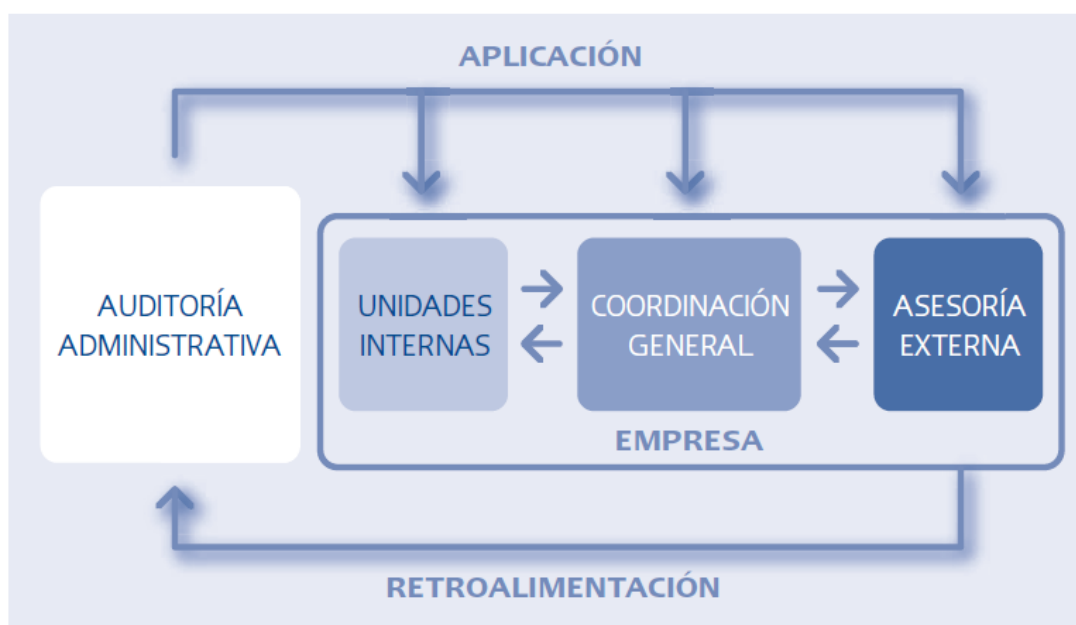 APLICACIÓN
AUDITORÍA
ADMINISTRATIVA
UNIDADES
INTERNAS
COORDINACIÓN
GENERAL
ASESORÍA
EXTERNA
EMPRESA
RETROALIMENTACIÓN